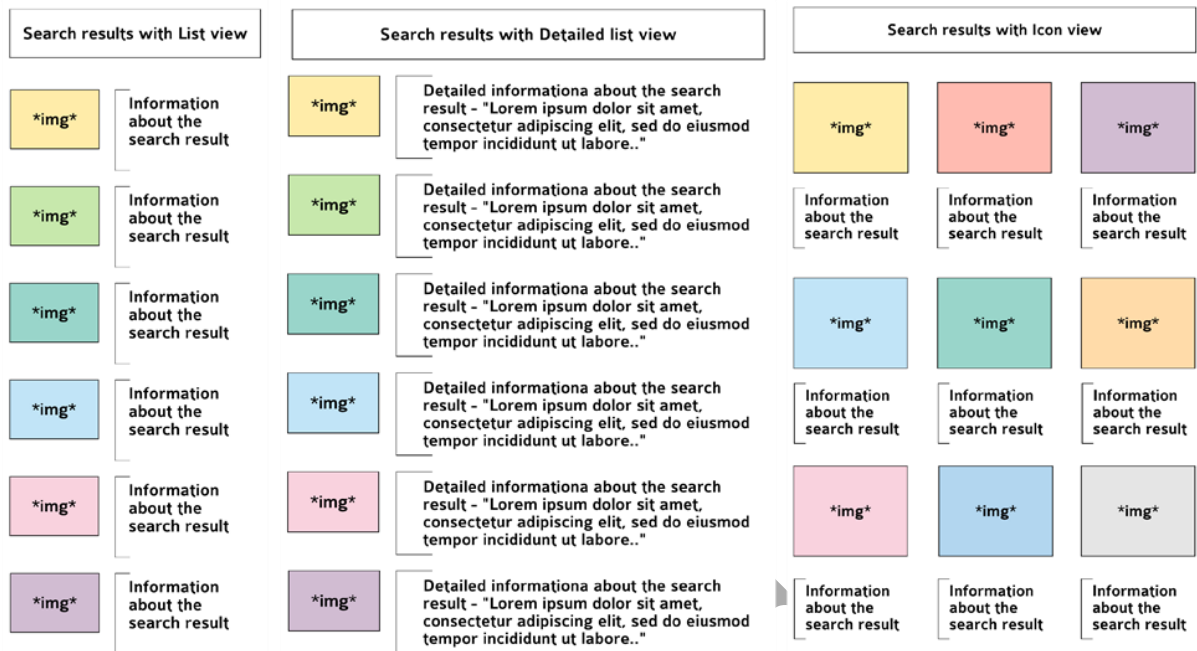 Search results with List view
*img*
Information
about the
search result
*img*
Information
about the
search result
*img*
Information
about the
search result
*img*
Information
about the
search result
*img*
Information
about the
search result
*img*
Information
about the
search result
Search results with Detailed list view
*img*
Detailed informationa about the search
result - "Lorem ipsum dolor sit amet,
consectetur adipiscing elit, sed do eiusmod
tempor incididunt ut labore.."
*img*
Detailed informationa about the search
result - "Lorem ipsum dolor sit amet,
consectetur adipiscing elit, sed do eiusmod
tempor incididunt ut labore.."
*img*
Detailed informationa about the search
result - "Lorem ipsum dolor sit amet,
consectetur adipiscing elit, sed do eiusmod
tempor incididunt ut labore.."
*img*
Detailed informationa about the search
result - "Lorem ipsum dolor sit amet,
consectetur adipiscing elit, sed do eiusmod
tempor incididunt ut labore.."
*img*
Detailed informationa about the search
result - "Lorem ipsum dolor sit amet,
consectetur adipiscing elit, sed do eiusmod
tempor incididunt ut labore.."
*img*
Detailed informationa about the search
result - "Lorem ipsum dolor sit amet,
consectetur adipiscing elit, sed do eiusmod
tempor incididunt ut labore.."
Search results with Icon view
*img*
*img*
*img*
Information
about the
search result
Information
about the
search result
Information
about the
search result
*img*
*img*
*img*
Information
about the
search result
Information
about the
search result
Information
about the
search result
*img*
*img*
*img*
Information
about the
search result
Information
about the
search result
Information
about the
search result